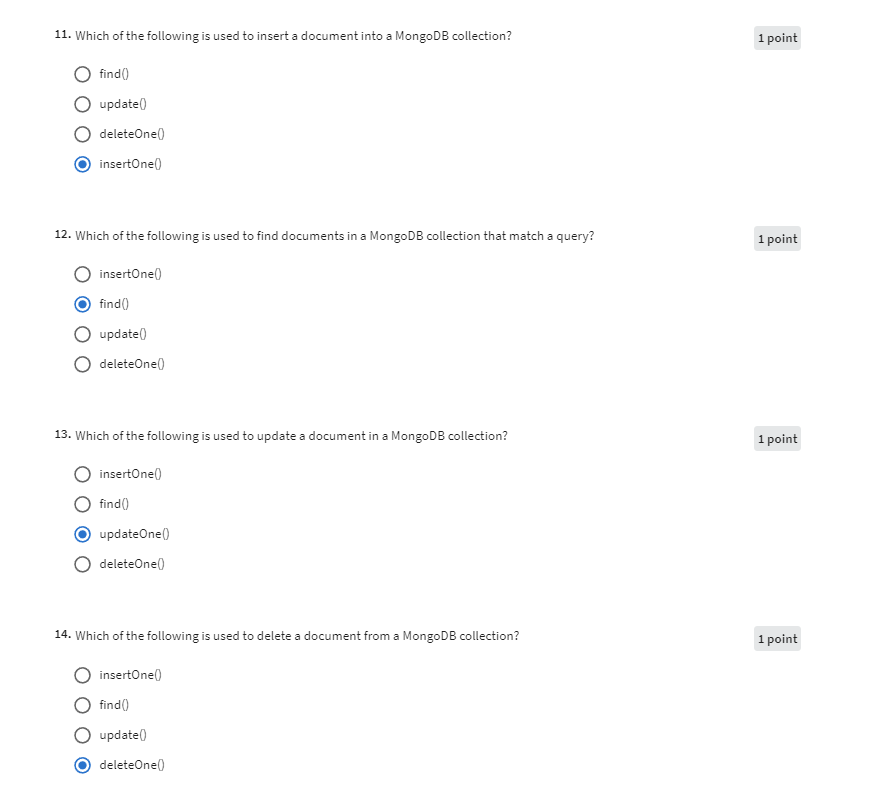 11. Which of the following is used to insert a document into a MongoDB collection? 1 point
find()
update()
deleteOne()
insertOne()
12. Which of the following is used to find documents in a MongoDB collection that match a query? 1 point
insertOne()
find()
update()
deleteOne()
13. Which of the following is used to update a document in a MongoDB collection? 1 point
insertOne()
find()
updateOne()
deleteOne()
14. Which of the following is used to delete a document from a MongoDB collection? 1 point
insertOne()
find()
update()
deleteOne()